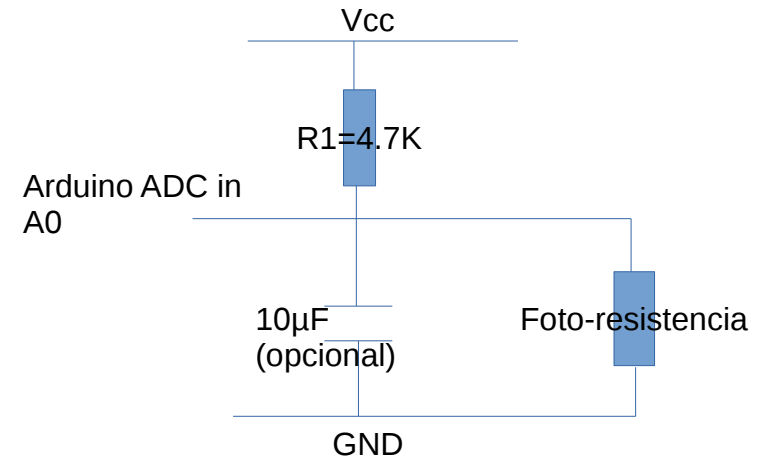 Vcc
R1=4.7K
Arduino ADC in
A0
10µF
(opcional)
Foto-resistencia
GND